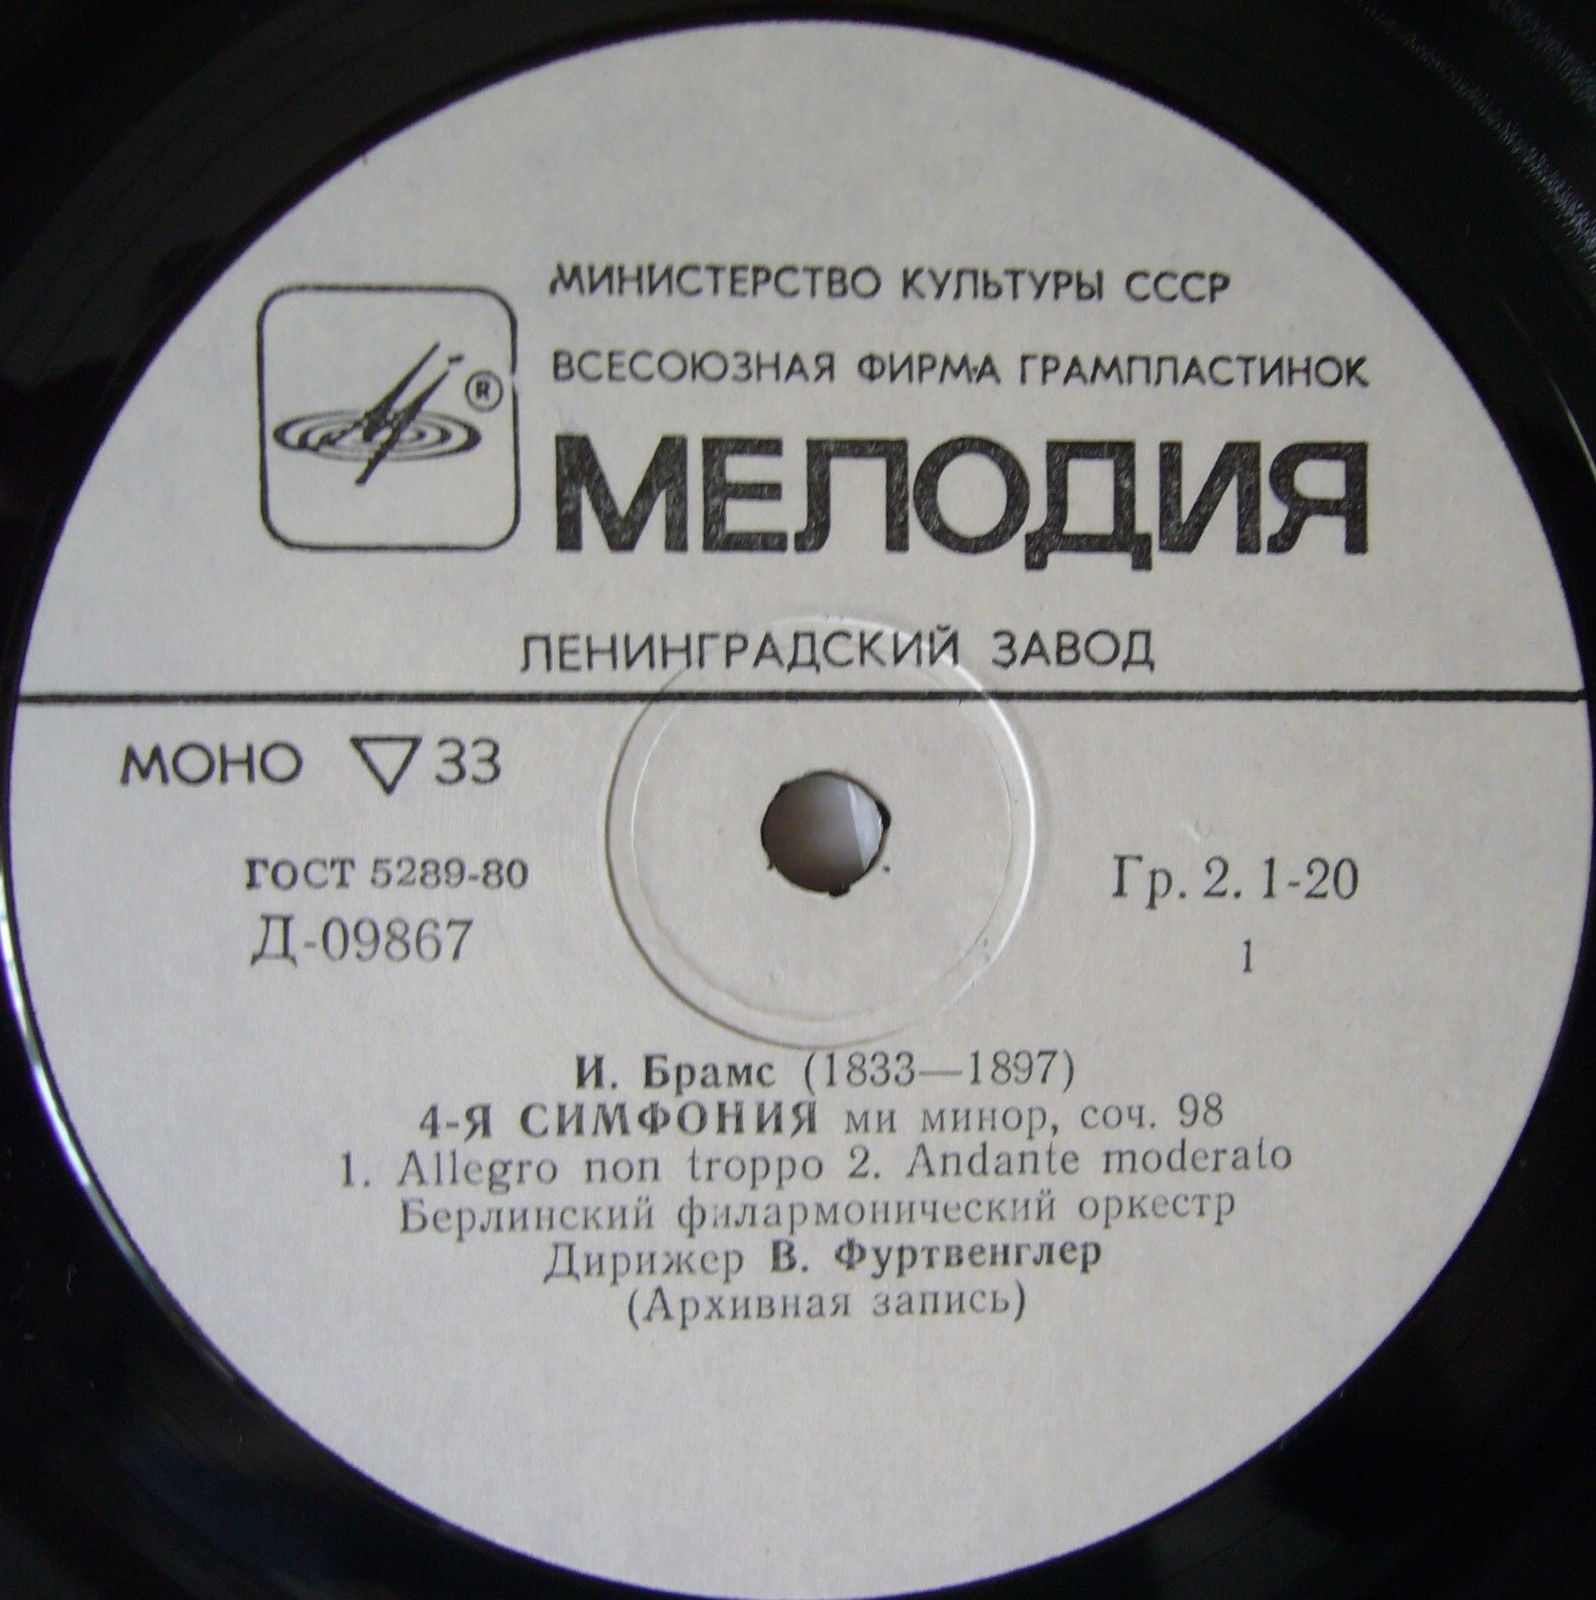 МИНИСТЕРСТВО КУЛЬТУРЫ СССР
ВСЕСОЮЗНАЯ ФИРМА ГРАМПЛАСТИНОК
®
МЕЛОДИЯ
ЛЕНИНГРАДСКИЙ ЗАВОД
МОНО ▽ 33
ГОСТ 5289-80
Гр. 2. 1-20
Д-09867
1
И. Брамс (1833—1897)
4-Я СИМФОНИЯ ми минор, соч. 98
1. Allegro non troppo 2. Andante moderato
Берлинский филармонический оркестр
Дирижер В. Фуртвенглер
(Архивная запись)